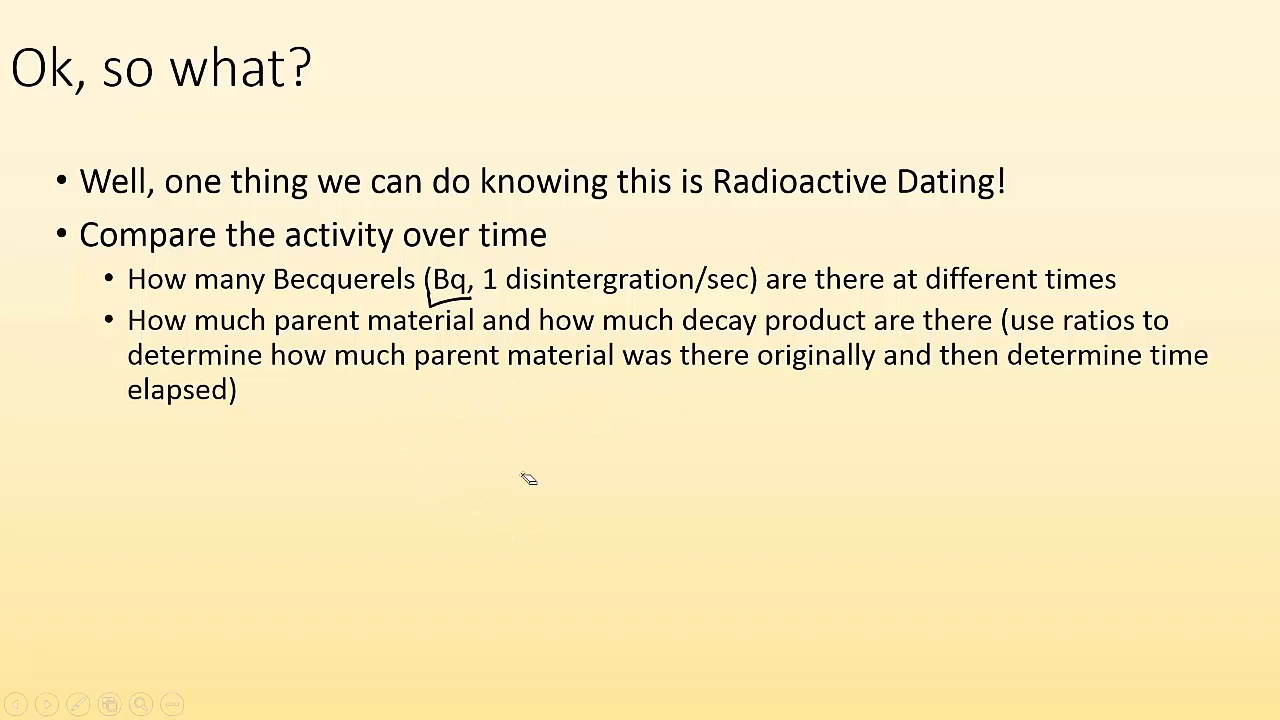 Ok, so what?
• Well, one thing we can do knowing this is Radioactive Dating!
• Compare the activity over time
• How many Becquerels (Bq, 1 disintergration/sec) are there at different times
• How much parent material and how much decay product are there (use ratios to
determine how much parent material was there originally and then determine time
elapsed)